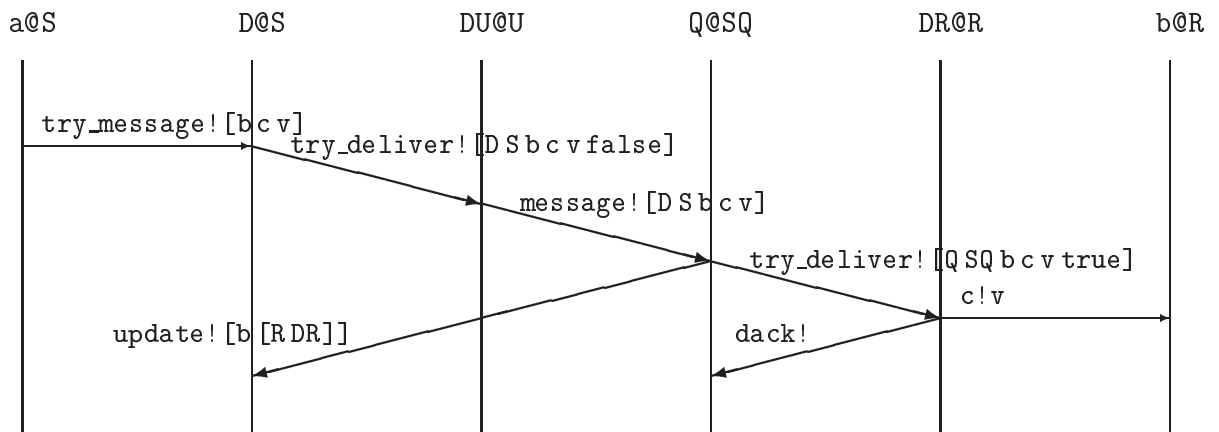 a@S D@S DU@U Q@SQ DR@R b@R
try_message![b c v]
try_deliver![D S b c v false]
message![D S b c v]
try_deliver![Q SQ b c v true]
c!v
update![b [R DR]]
dack!